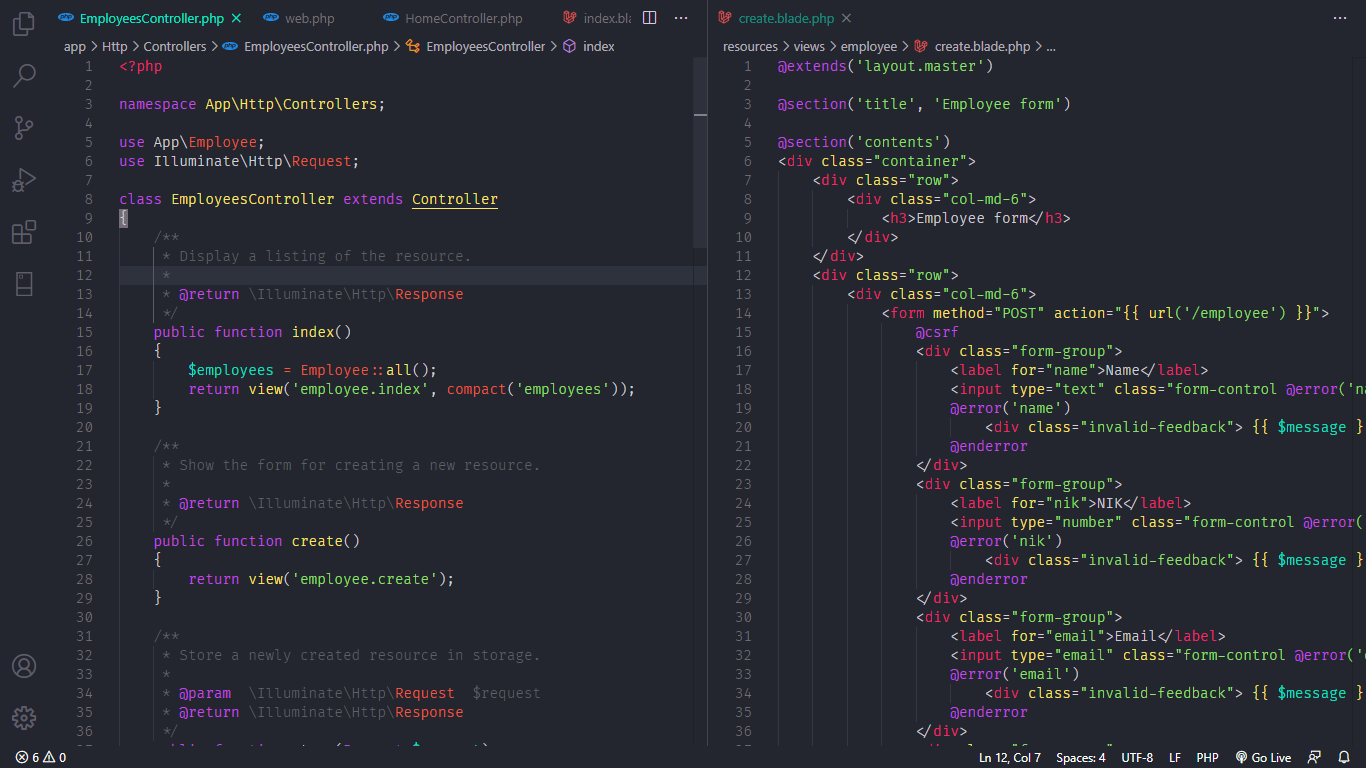 EmployeesController.php
web.php
HomeController.php
index.bla
app > Http > Controllers > EmployeesController.php > EmployeesController > index
1 <?php
2
3 namespace App\Http\Controllers;
4
5 use App\Employee;
6 use Illuminate\Http\Request;
7
8 class EmployeesController extends Controller
9 {
10     /**
11      * Display a listing of the resource.
12      *
13      * @return \Illuminate\Http\Response
14      */
15     public function index()
16     {
17         $employees = Employee::all();
18         return view('employee.index', compact('employees'));
19     }
20
21     /**
22      * Show the form for creating a new resource.
23      *
24      * @return \Illuminate\Http\Response
25      */
26     public function create()
27     {
28         return view('employee.create');
29     }
30
31     /**
32      * Store a newly created resource in storage.
33      *
34      * @param  \Illuminate\Http\Request  $request
35      * @return \Illuminate\Http\Response
36      */
create.blade.php
resources > views > employee > create.blade.php > ...
1 @extends('layout.master')
2
3 @section('title', 'Employee form')
4
5 @section('contents')
6 <div class="container">
7     <div class="row">
8         <div class="col-md-6">
9             <h3>Employee form</h3>
10         </div>
11     </div>
12     <div class="row">
13         <div class="col-md-6">
14             <form method="POST" action="{{ url('/employee') }}">
15                 @csrf
16                 <div class="form-group">
17                     <label for="name">Name</label>
18                     <input type="text" class="form-control @error('na
19                     @error('name')
20                         <div class="invalid-feedback"> {{ $message }
21                     @enderror
22                 </div>
23                 <div class="form-group">
24                     <label for="nik">NIK</label>
25                     <input type="number" class="form-control @error('
26                     @error('nik')
27                         <div class="invalid-feedback"> {{ $message }
28                     @enderror
29                 </div>
30                 <div class="form-group">
31                     <label for="email">Email</label>
32                     <input type="email" class="form-control @error('e
33                     @error('email')
34                         <div class="invalid-feedback"> {{ $message }
35                     @enderror
36                 </div>
6 0
Ln 12, Col 7
Spaces: 4
UTF-8
LF
PHP
Go Live